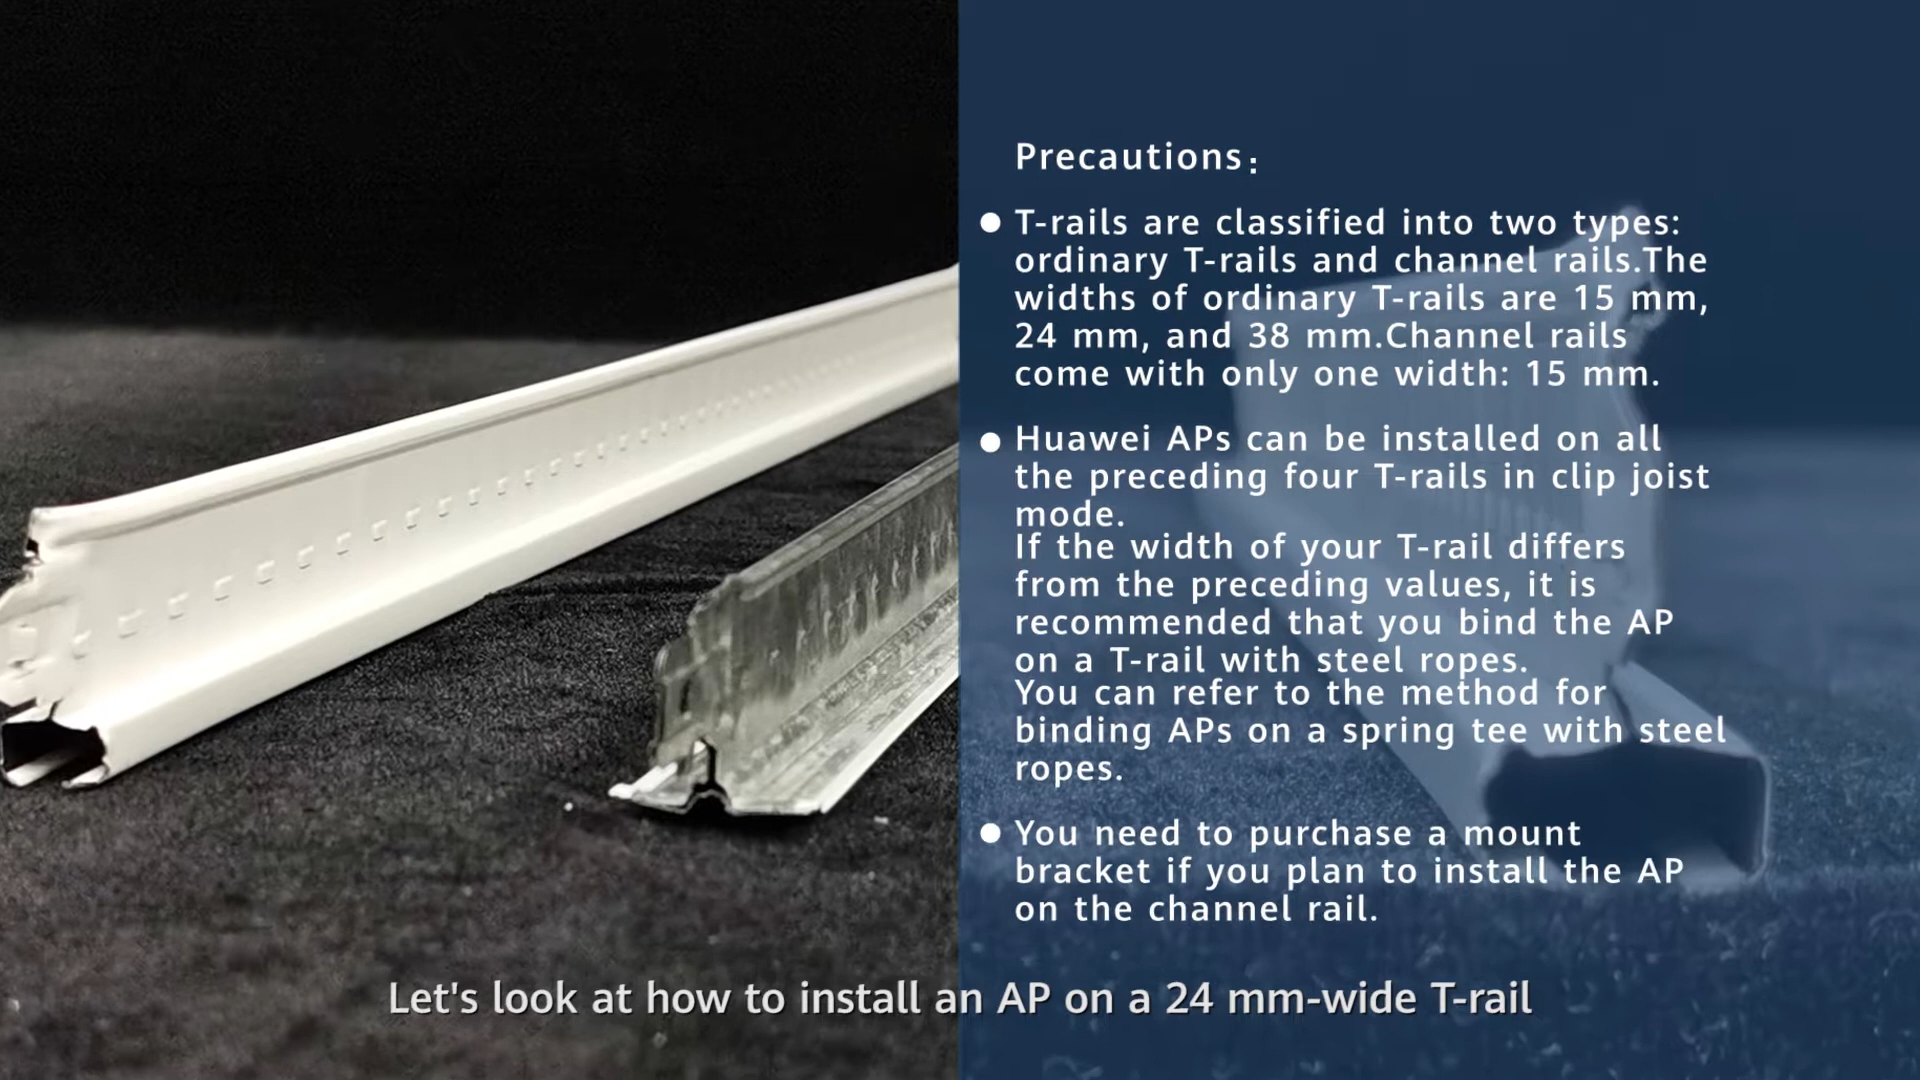 Precautions：
● T-rails are classified into two types:
ordinary T-rails and channel rails.The
widths of ordinary T-rails are 15 mm,
24 mm, and 38 mm.Channel rails
come with only one width: 15 mm.
● Huawei APs can be installed on all
the preceding four T-rails in clip joist
mode.
If the width of your T-rail differs
from the preceding values, it is
recommended that you bind the AP
on a T-rail with steel ropes.
You can refer to the method for
binding APs on a spring tee with steel
ropes.
● You need to purchase a mount
bracket if you plan to install the AP
on the channel rail.
Let's look at how to install an AP on a 24 mm-wide T-rail